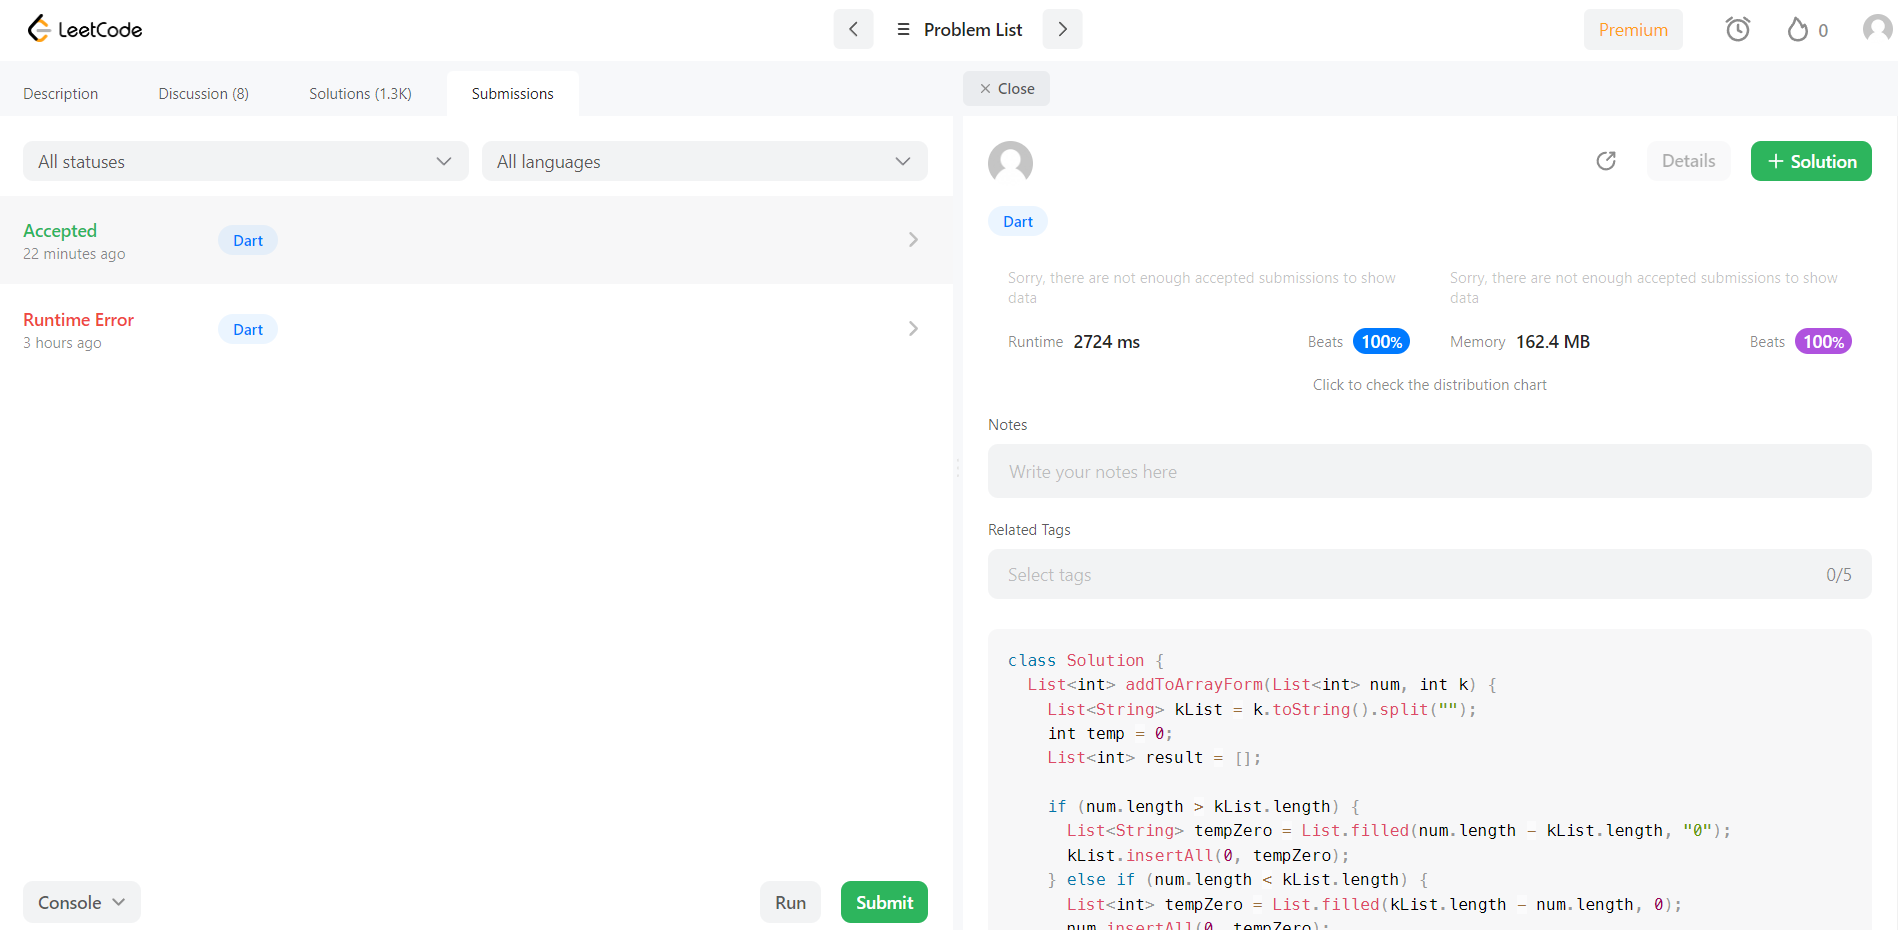 LeetCode
Problem List
Premium
0
Description
Discussion (8)
Solutions (1.3K)
Submissions
Close
All statuses
All languages
Accepted
22 minutes ago
Dart
Runtime Error
3 hours ago
Dart
Console
Run
Submit
Details
+ Solution
Dart
Sorry, there are not enough accepted submissions to show
data
Runtime 2724 ms
Beats 100%
Sorry, there are not enough accepted submissions to show
data
Memory 162.4 MB
Beats 100%
Click to check the distribution chart
Notes
Write your notes here
Related Tags
Select tags
0/5
class Solution {
List<int> addToArrayForm(List<int> num, int k) {
List<String> kList = k.toString().split("");
int temp = 0;
List<int> result = [];
if (num.length > kList.length) {
List<String> tempZero = List.filled(num.length - kList.length, "0");
kList.insertAll(0, tempZero);
} else if (num.length < kList.length) {
List<int> tempZero = List.filled(kList.length - num.length, 0);
num.insertAll(0, tempZero);